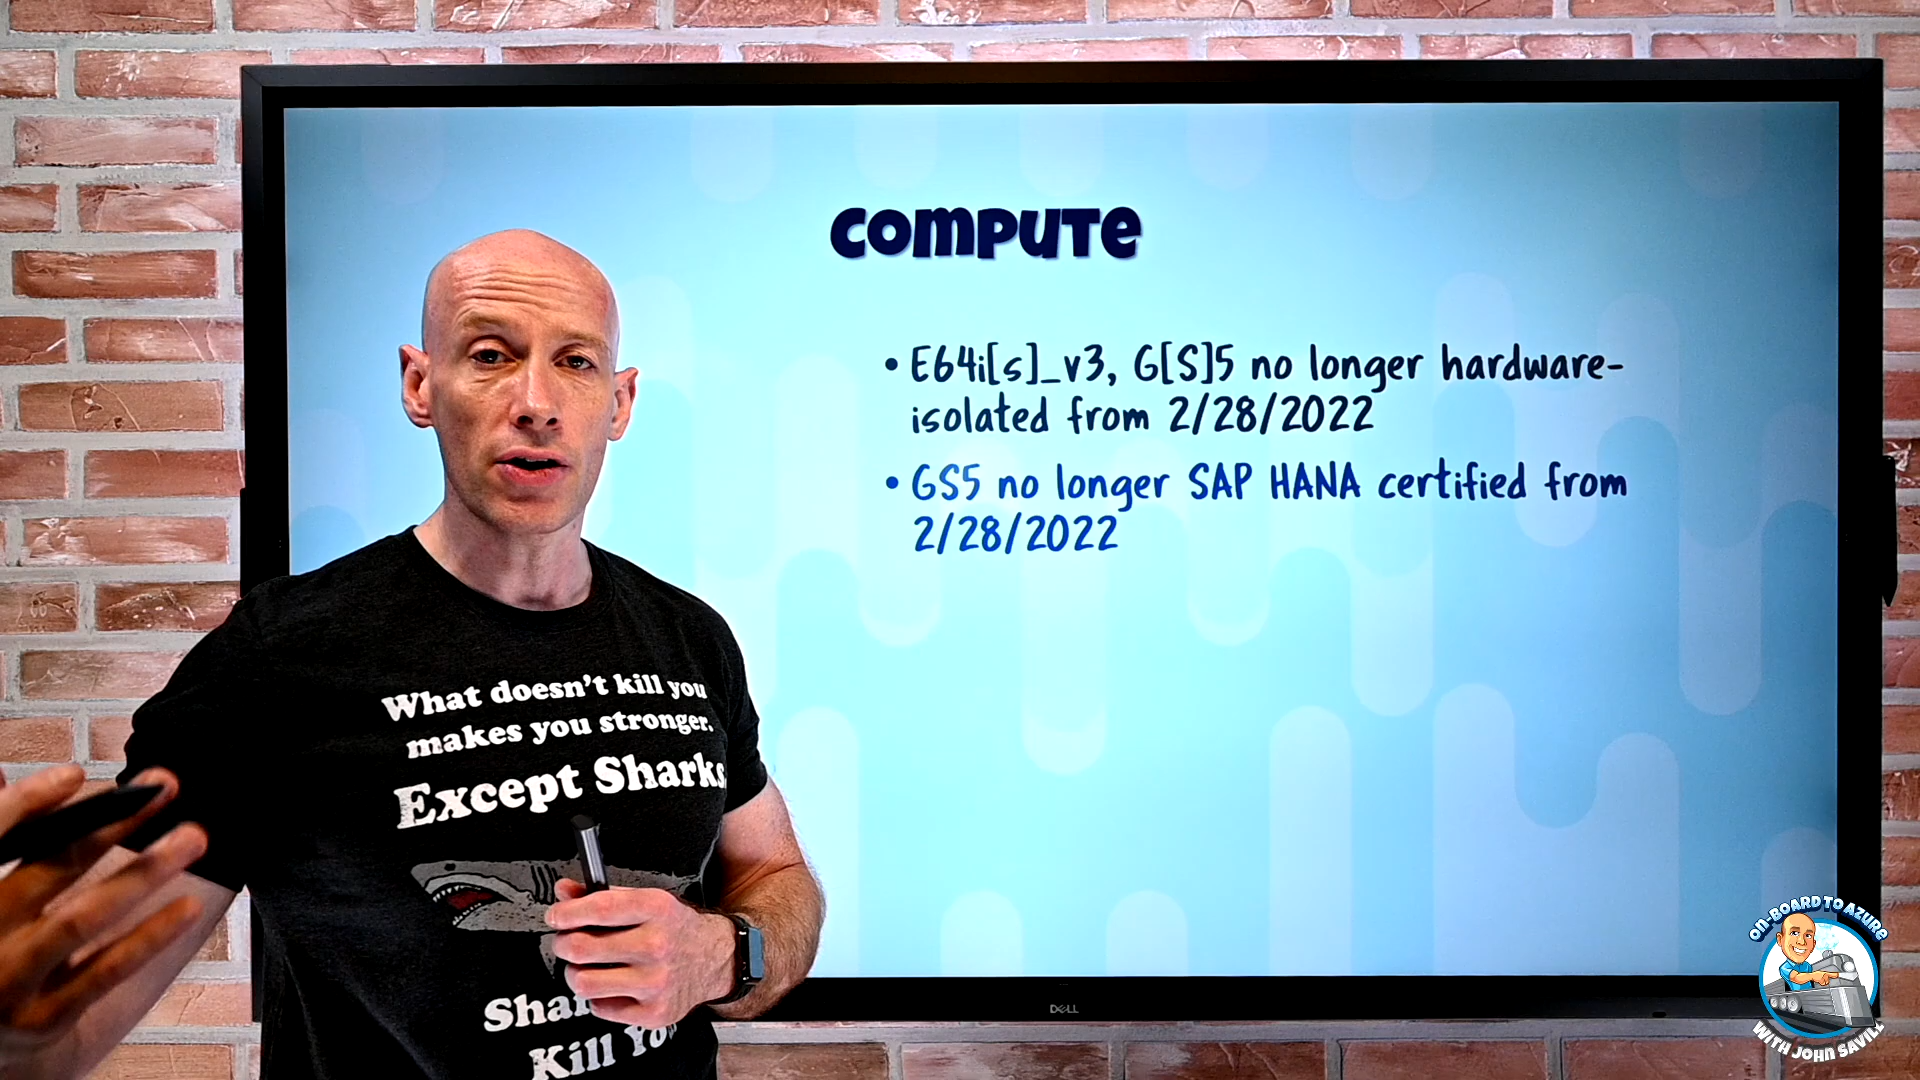 COMPUTE
• E64i[s]_v3, G[S]5 no longer hardware-
isolated from 2/28/2022
• GS5 no longer SAP HANA certified from
2/28/2022
What doesn't kill you
makes you stronger.
Except Sharks
Kill
DELL
ON-BOARD TO AZURE
WITH JOHN SAVILL